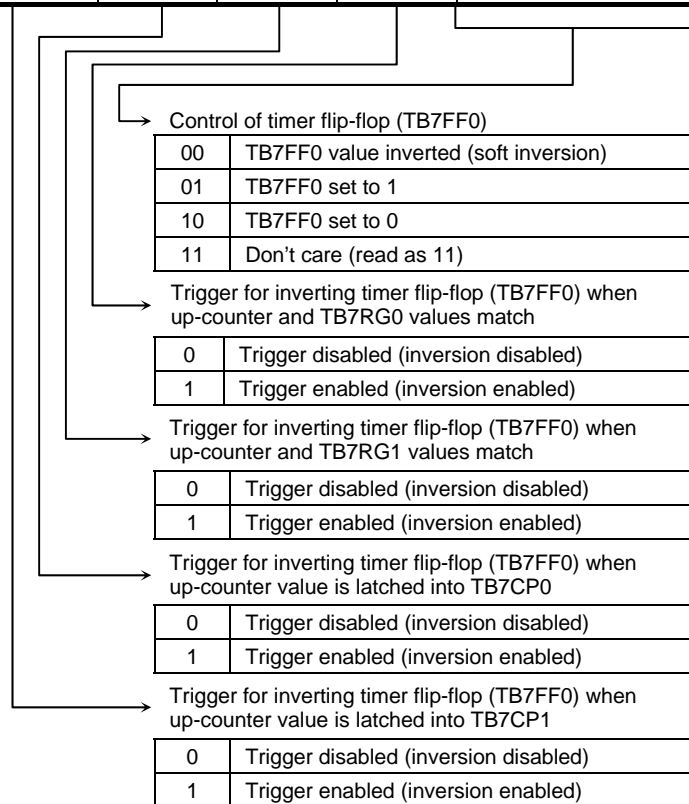 Control of timer flip-flop (TB7FF0)
00 TB7FF0 value inverted (soft inversion)
01 TB7FF0 set to 1
10 TB7FF0 set to 0
11 Don't care (read as 11)
Trigger for inverting timer flip-flop (TB7FF0) when
up-counter and TB7RG0 values match
0 Trigger disabled (inversion disabled)
1 Trigger enabled (inversion enabled)
Trigger for inverting timer flip-flop (TB7FF0) when
up-counter and TB7RG1 values match
0 Trigger disabled (inversion disabled)
1 Trigger enabled (inversion enabled)
Trigger for inverting timer flip-flop (TB7FF0) when
up-counter value is latched into TB7CP0
0 Trigger disabled (inversion disabled)
1 Trigger enabled (inversion enabled)
Trigger for inverting timer flip-flop (TB7FF0) when
up-counter value is latched into TB7CP1
0 Trigger disabled (inversion disabled)
1 Trigger enabled (inversion enabled)